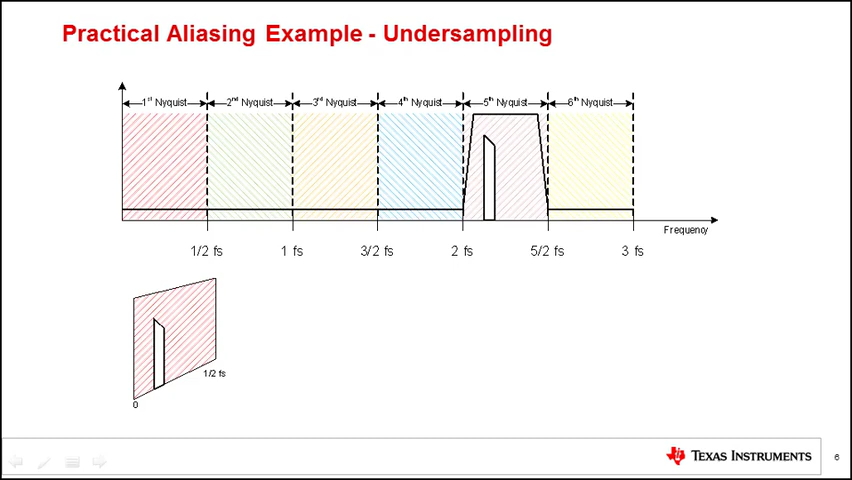 Practical Aliasing Example - Undersampling
1st Nyquist 2nd Nyquist 3rd Nyquist 4th Nyquist 5th Nyquist 6th Nyquist
Frequency
1/2 fs 1 fs 3/2 fs 2 fs 5/2 fs 3 fs
1/2 fs
0
TEXAS INSTRUMENTS
6